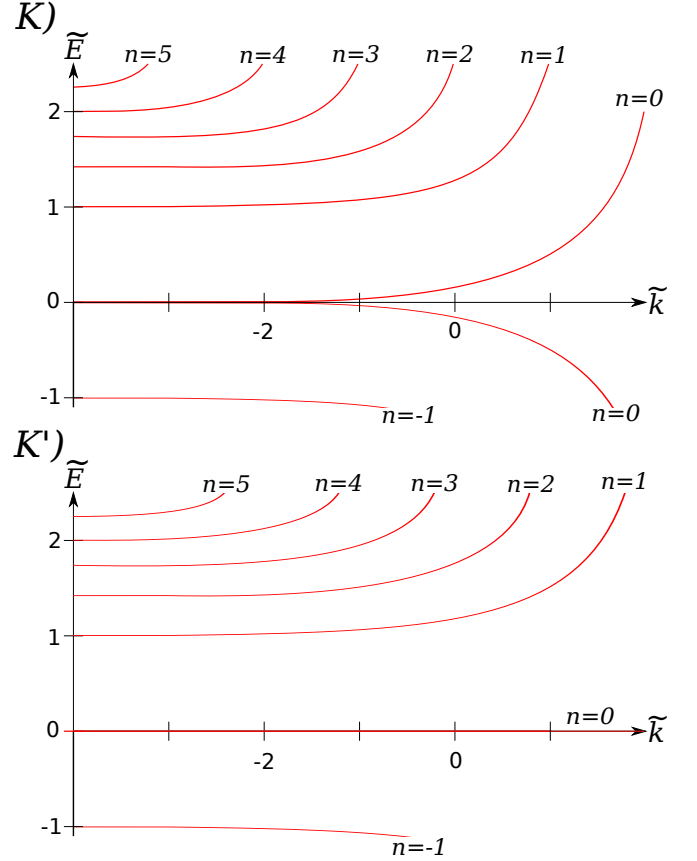 K)
Ẽ
n=5 n=4 n=3 n=2 n=1
n=0
2
1
0
k̃
-2 0
-1
n=-1 n=0
K')
Ẽ
n=5 n=4 n=3 n=2 n=1
2
1
n=0
0
k̃
-2 0
-1
n=-1